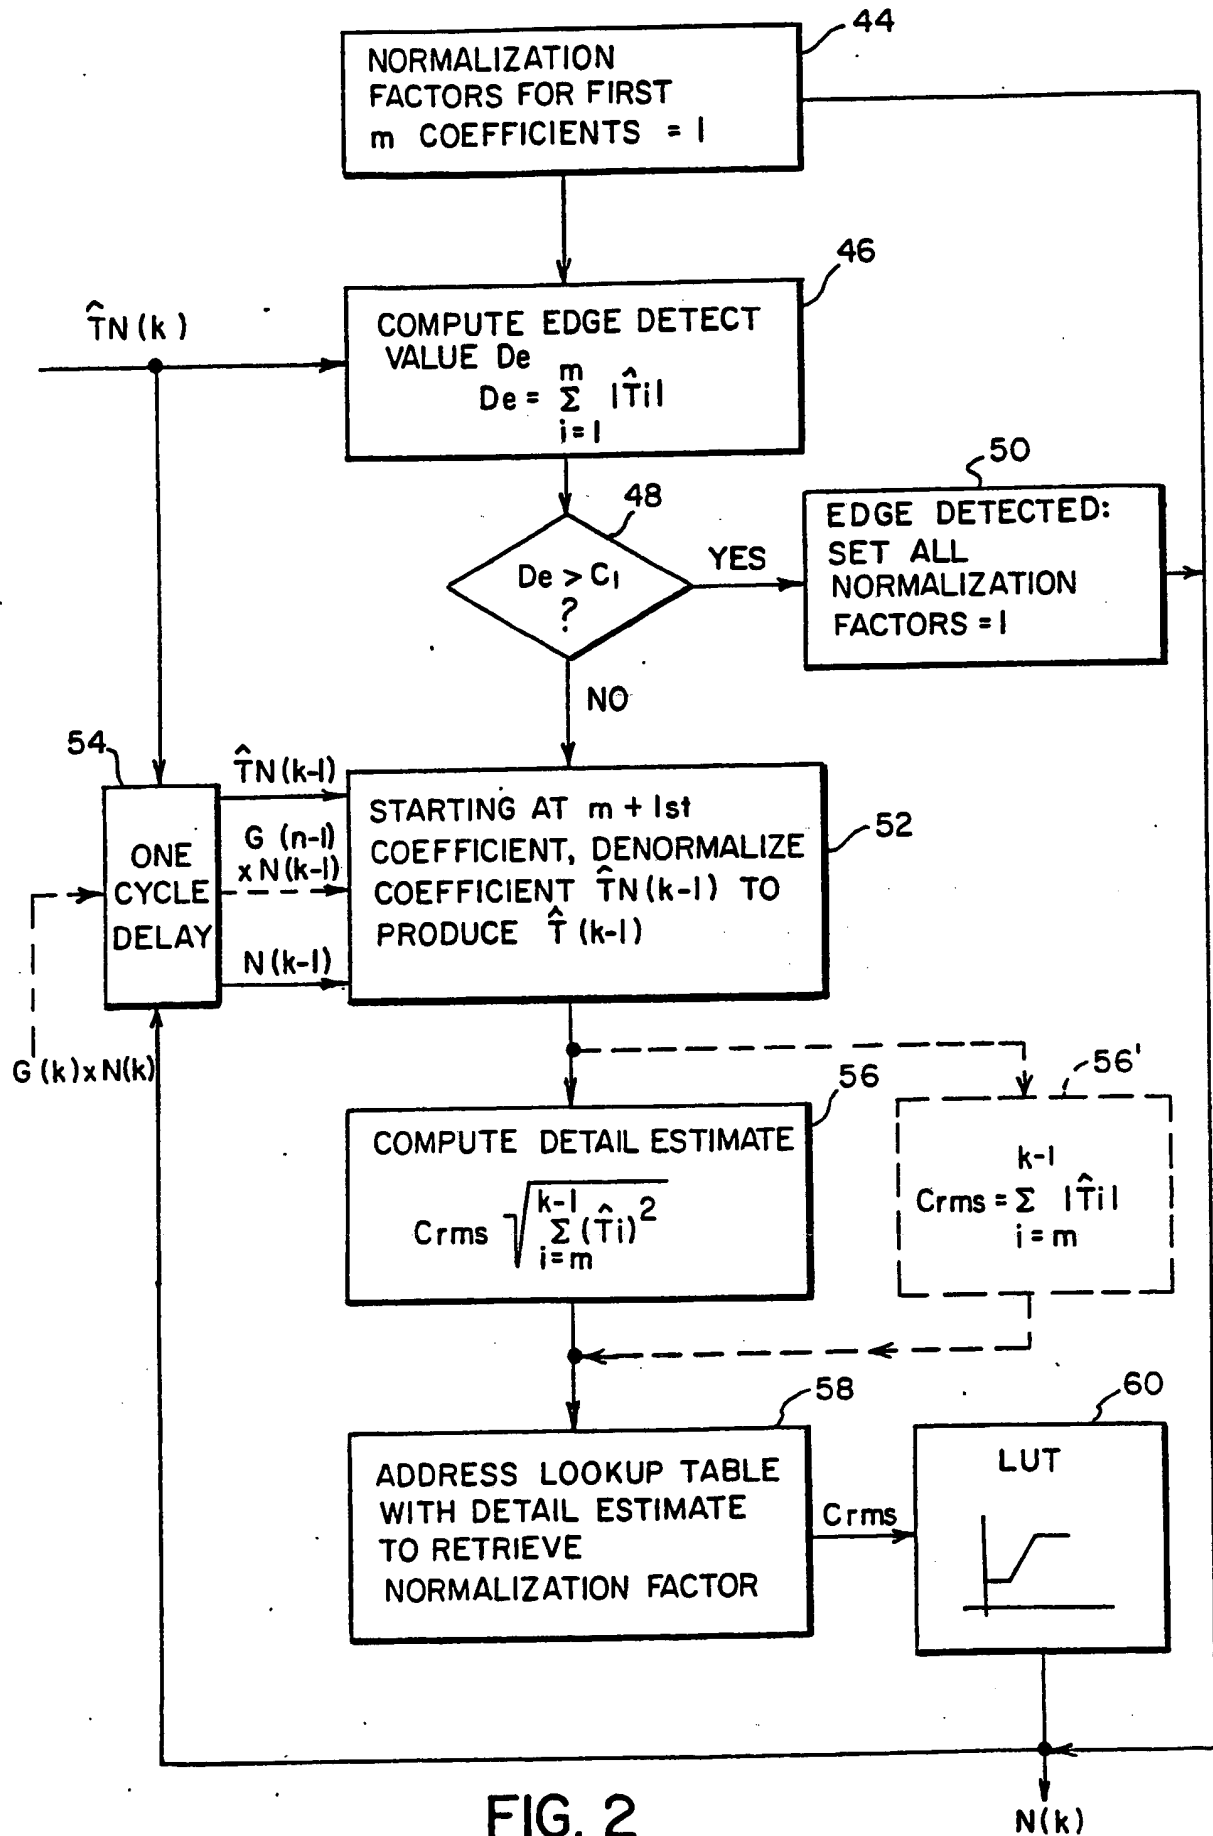 44
NORMALIZATION
FACTORS FOR FIRST
m COEFFICIENTS = 1
46
T̂N(k)
COMPUTE EDGE DETECT
VALUE De
m
De = Σ |T̂i|
i=1
48
De > C1
?
YES
NO
50
EDGE DETECTED:
SET ALL
NORMALIZATION
FACTORS = 1
54
ONE
CYCLE
DELAY
T̂N(k-1)
G (n-1)
xN(k-1)
N(k-1)
G(k)xN(k)
52
STARTING AT m + 1st
COEFFICIENT, DENORMALIZE
COEFFICIENT T̂N(k-1) TO
PRODUCE T̂ (k-1)
56
COMPUTE DETAIL ESTIMATE
k-1
Crms √Σ(T̂i)²
i=m
56'
k-1
Crms = Σ |T̂i|
i=m
58
ADDRESS LOOKUP TABLE
WITH DETAIL ESTIMATE
TO RETRIEVE
NORMALIZATION FACTOR
Crms
60
LUT
N(k)
FIG. 2